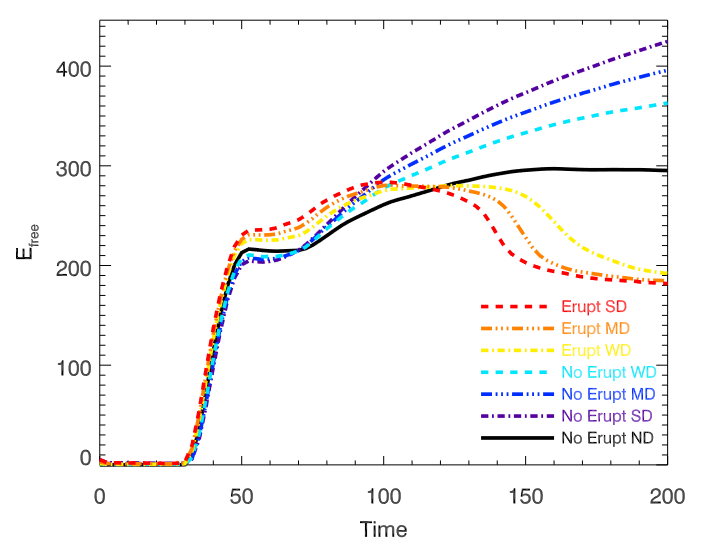 400
300
200
100
0
E_free
0 50 100 150 200
Time
Erupt SD
Erupt MD
Erupt WD
No Erupt WD
No Erupt MD
No Erupt SD
No Erupt ND